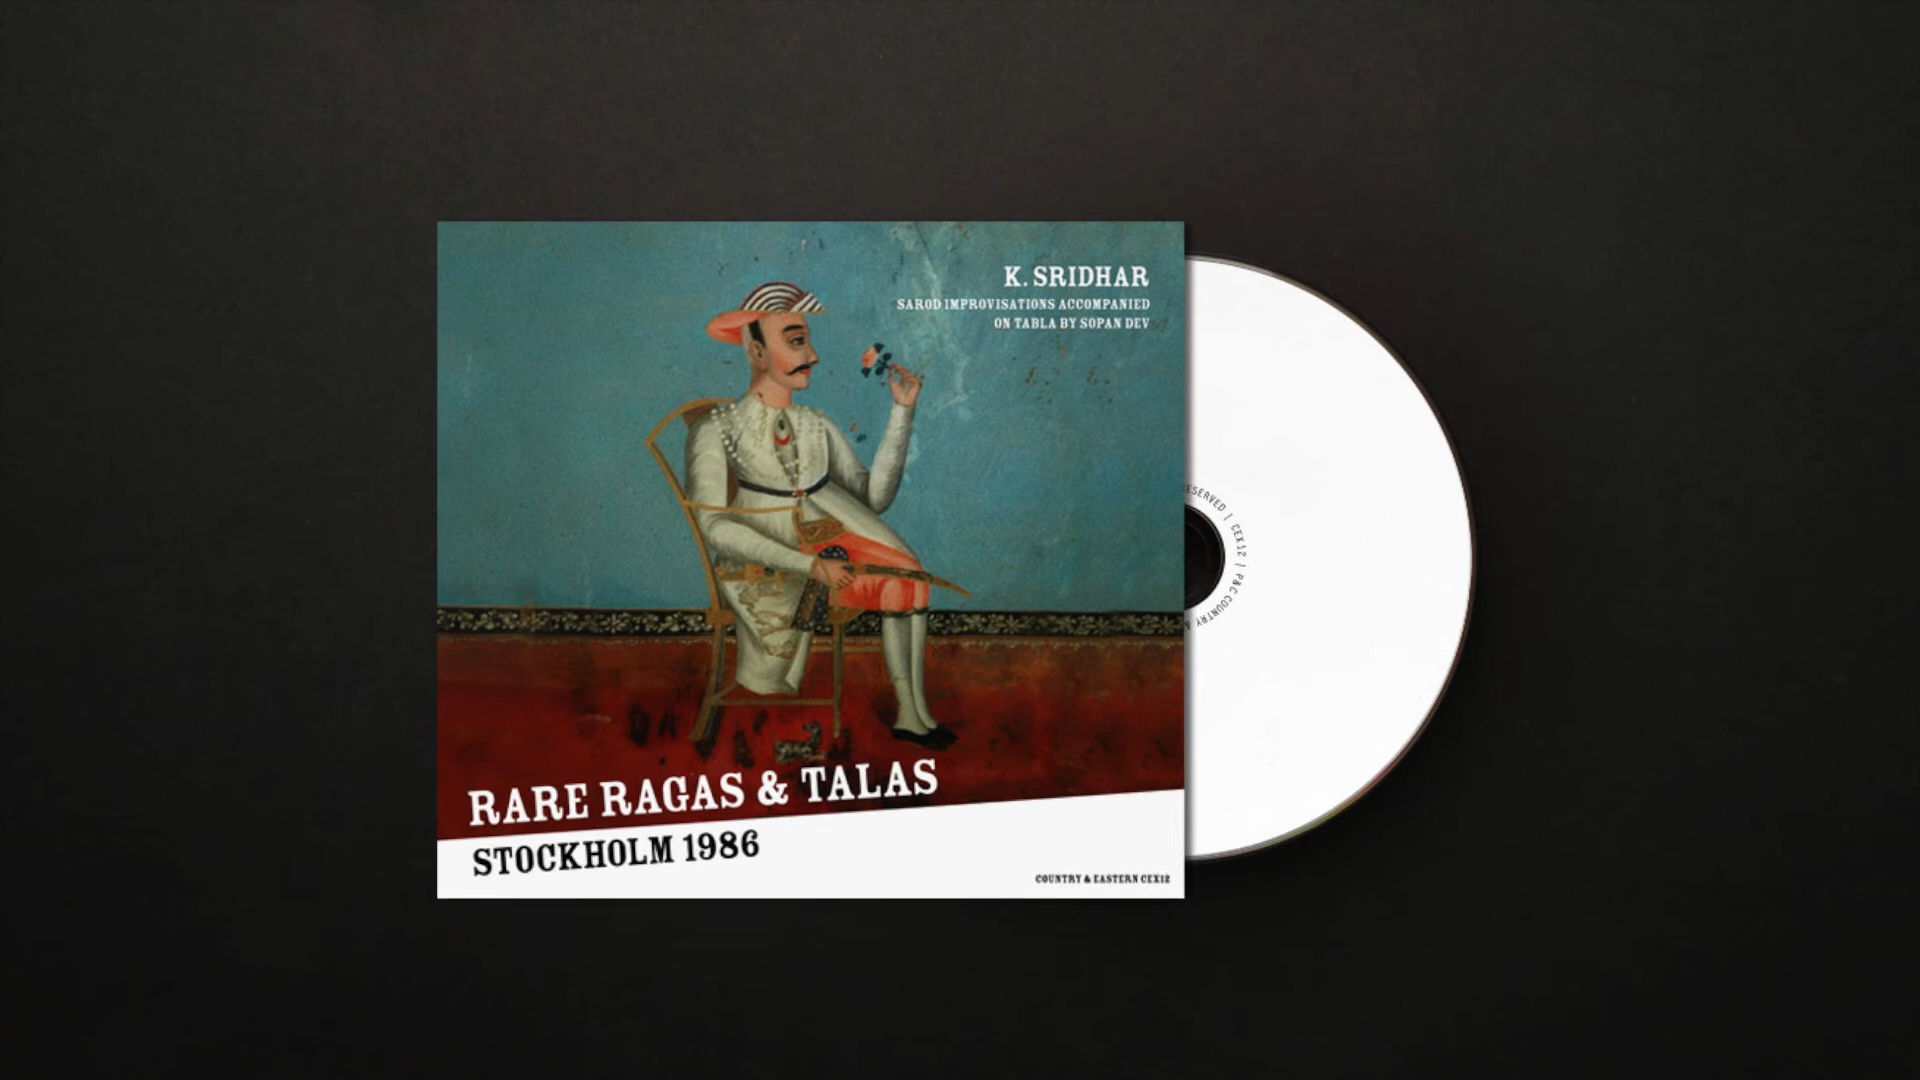 K. SRIDHAR
SAROD IMPROVISATIONS ACCOMPANIED
ON TABLA BY SOPAN DEV
RARE RAGAS & TALAS
STOCKHOLM 1986
COUNTRY & EASTERN CEX12
RESERVED | CEX12 | P&C COUNTRY &